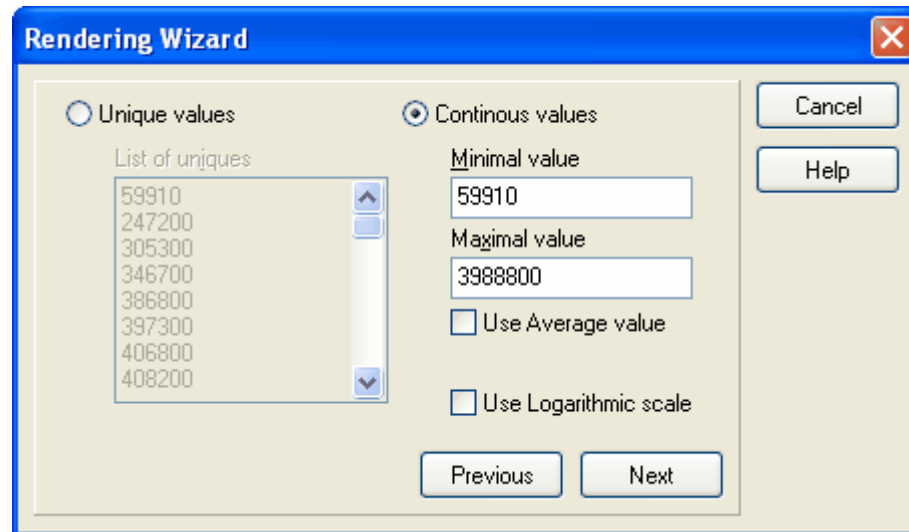 Rendering Wizard
Unique values
List of uniques
59910
247200
305300
346700
386800
397300
406800
408200
Continous values
Minimal value
59910
Maximal value
3988800
Use Average value
Use Logarithmic scale
Previous
Next
Cancel
Help